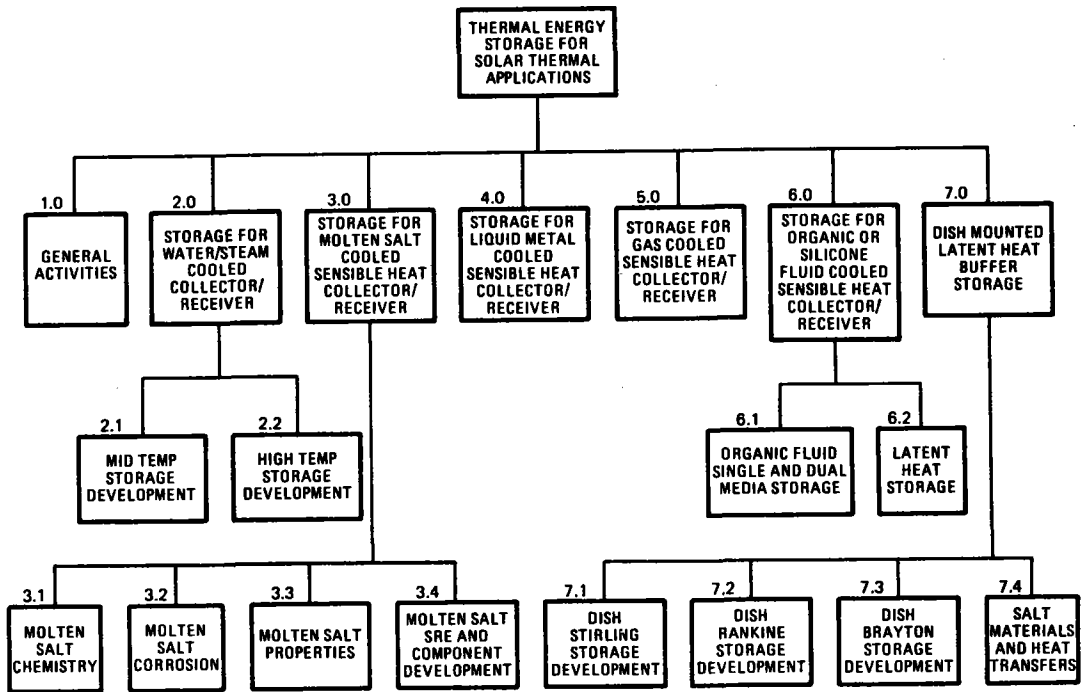 THERMAL ENERGY
STORAGE FOR
SOLAR THERMAL
APPLICATIONS
1.0
GENERAL
ACTIVITIES
2.0
STORAGE FOR
WATER/STEAM
COOLED
COLLECTOR/
RECEIVER
3.0
STORAGE FOR
MOLTEN SALT
COOLED
SENSIBLE HEAT
COLLECTOR/
RECEIVER
4.0
STORAGE FOR
LIQUID METAL
COOLED
SENSIBLE HEAT
COLLECTOR/
RECEIVER
5.0
STORAGE FOR
GAS COOLED
SENSIBLE HEAT
COLLECTOR/
RECEIVER
6.0
STORAGE FOR
ORGANIC OR
SILICONE
FLUID COOLED
SENSIBLE HEAT
COLLECTOR/
RECEIVER
7.0
DISH MOUNTED
LATENT HEAT
BUFFER
STORAGE
2.1
MID TEMP
STORAGE
DEVELOPMENT
2.2
HIGH TEMP
STORAGE
DEVELOPMENT
6.1
ORGANIC FLUID
SINGLE AND DUAL
MEDIA STORAGE
6.2
LATENT
HEAT
STORAGE
3.1
MOLTEN
SALT
CHEMISTRY
3.2
MOLTEN
SALT
CORROSION
3.3
MOLTEN SALT
PROPERTIES
3.4
MOLTEN SALT
SRE AND
COMPONENT
DEVELOPMENT
7.1
DISH
STIRLING
STORAGE
DEVELOPMENT
7.2
DISH
RANKINE
STORAGE
DEVELOPMENT
7.3
DISH
BRAYTON
STORAGE
DEVELOPMENT
7.4
SALT
MATERIALS
AND HEAT
TRANSFERS